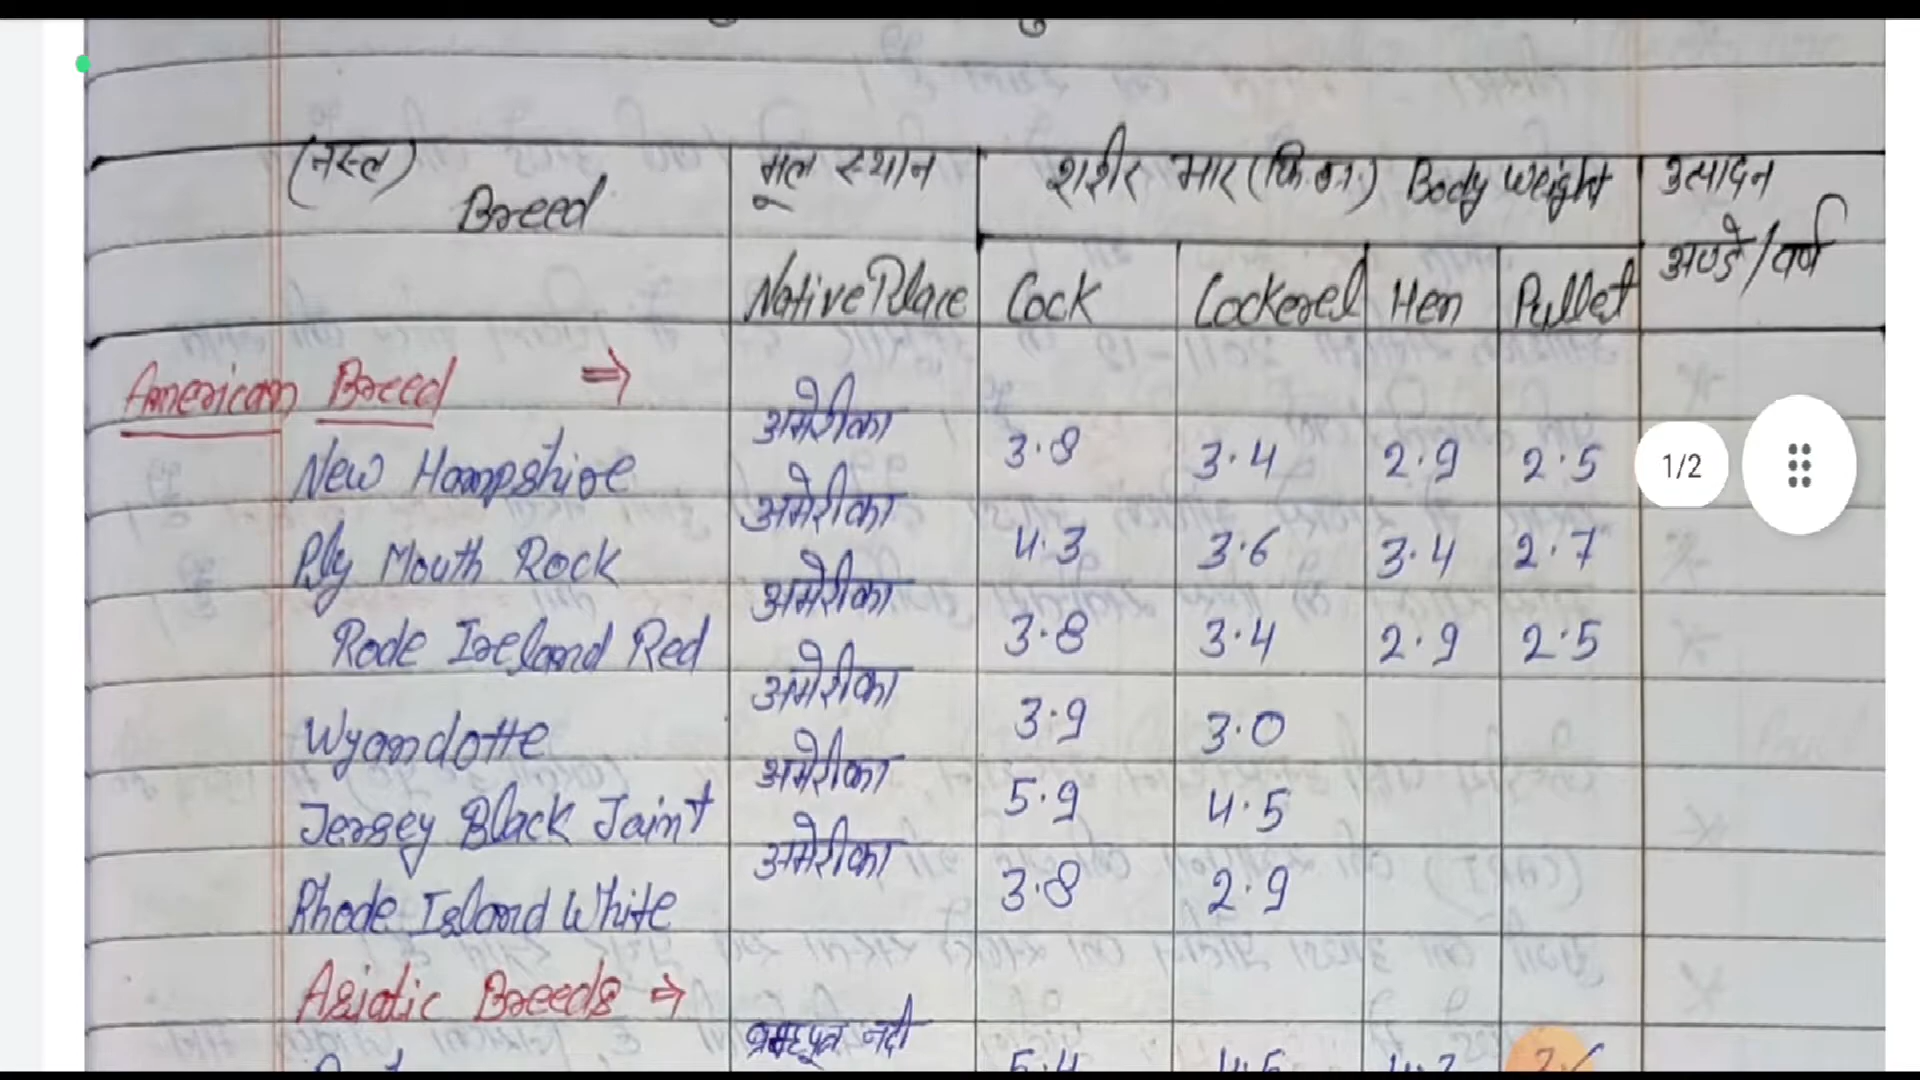 (नस्ल) Breed मूल स्थान शरीर भार (कि.ग्रा.) Body Weight उत्पादन
Native Place Cock Cockerel Hen Pullet अण्डे/वर्ष
American Breed ⇒
New Hampshire अमेरीका 3.8 3.4 2.9 2.5
Ply Mouth Rock अमेरीका 4.3 3.6 3.4 2.7
Rode Ireland Red अमेरीका 3.8 3.4 2.9 2.5
Wyandotte अमेरीका 3.9 3.0
Jersey Black Jaint अमेरीका 5.9 4.5
Rhode Island White अमेरीका 3.8 2.9
Asiatic Breeds ⇒
नदी
1/2